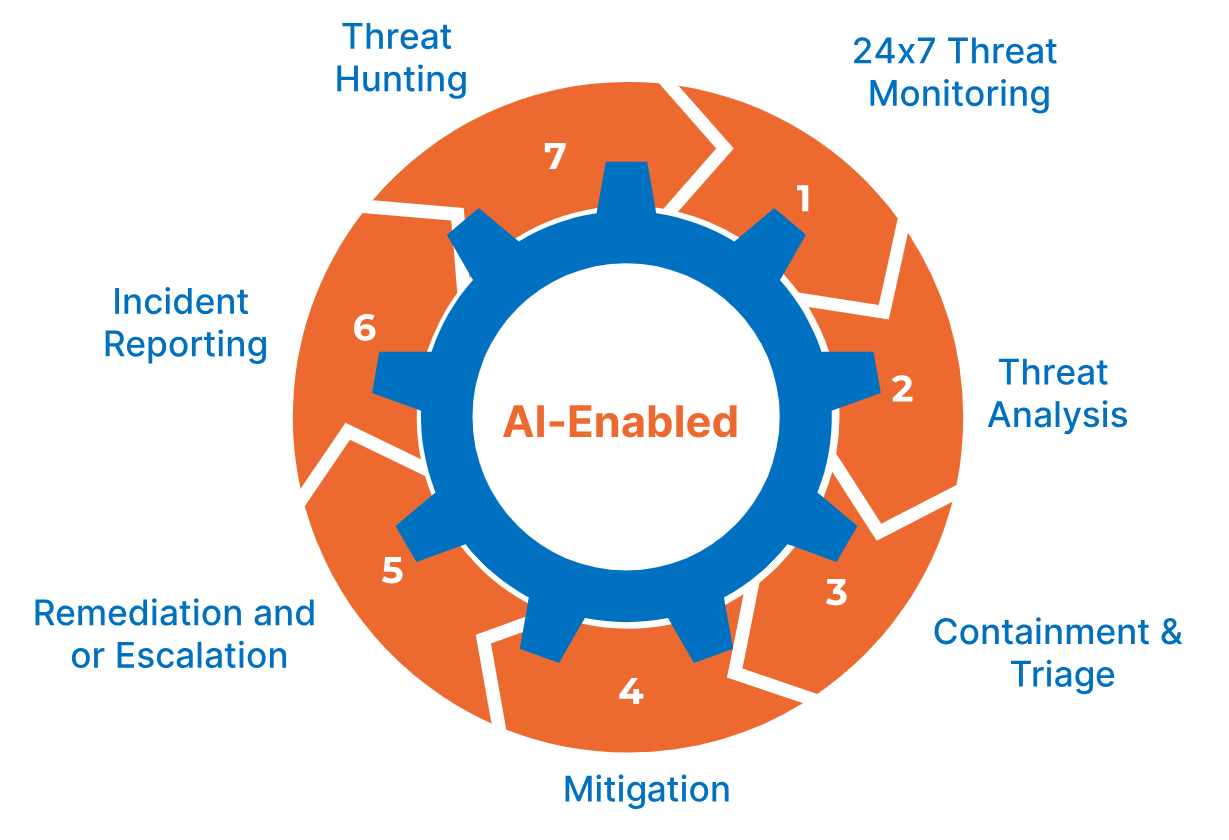 Threat
Hunting
24x7 Threat
Monitoring
7
1
Incident
Reporting
6
2
Threat
Analysis
AI-Enabled
5
3
Remediation and
or Escalation
Containment &
Triage
4
Mitigation